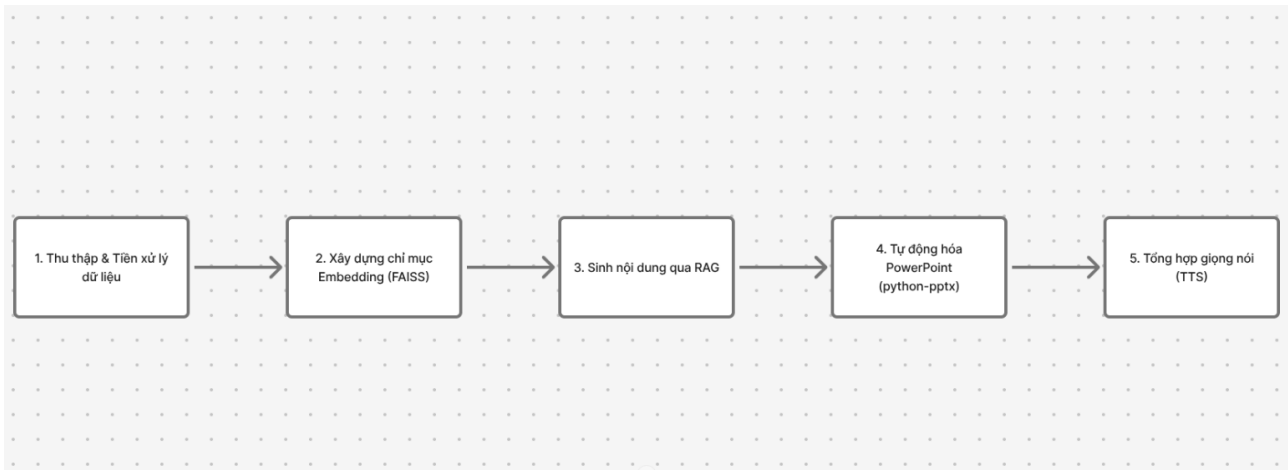 1. Thu thập & Tiền xử lý
dữ liệu
2. Xây dựng chỉ mục
Embedding (FAISS)
3. Sinh nội dung qua RAG
4. Tự động hóa
PowerPoint
(python-pptx)
5. Tổng hợp giọng nói
(TTS)